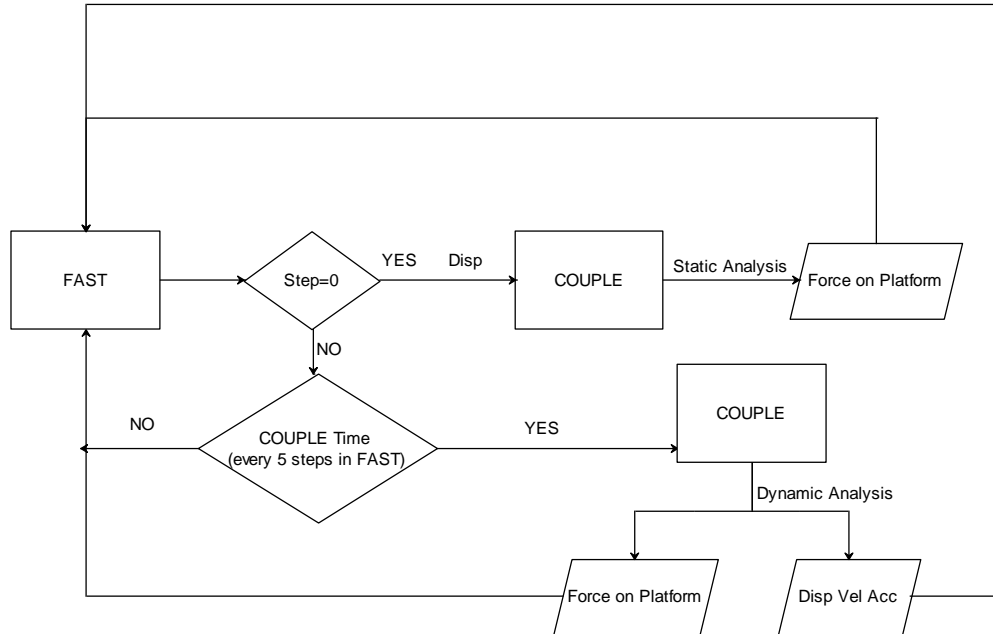 FAST
Step=0
YES
Disp
COUPLE
Static Analysis
Force on Platform
NO
NO
COUPLE Time
(every 5 steps in FAST)
YES
COUPLE
Dynamic Analysis
Force on Platform
Disp Vel Acc